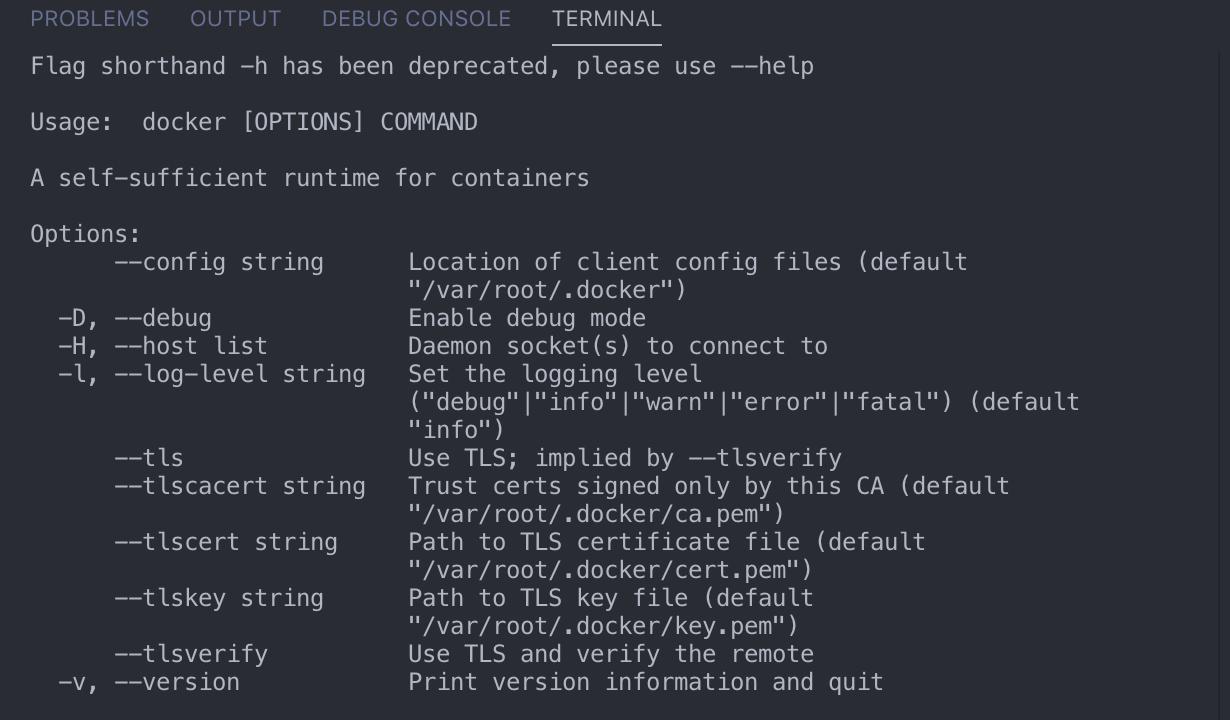 PROBLEMS OUTPUT DEBUG CONSOLE TERMINAL
Flag shorthand -h has been deprecated, please use --help
Usage:  docker [OPTIONS] COMMAND
A self-sufficient runtime for containers
Options:
      --config string      Location of client config files (default
                           "/var/root/.docker")
  -D, --debug              Enable debug mode
  -H, --host list          Daemon socket(s) to connect to
  -l, --log-level string   Set the logging level
                           ("debug"|"info"|"warn"|"error"|"fatal") (default
                           "info")
      --tls                Use TLS; implied by --tlsverify
      --tlscacert string   Trust certs signed only by this CA (default
                           "/var/root/.docker/ca.pem")
      --tlscert string     Path to TLS certificate file (default
                           "/var/root/.docker/cert.pem")
      --tlskey string      Path to TLS key file (default
                           "/var/root/.docker/key.pem")
      --tlsverify          Use TLS and verify the remote
  -v, --version            Print version information and quit